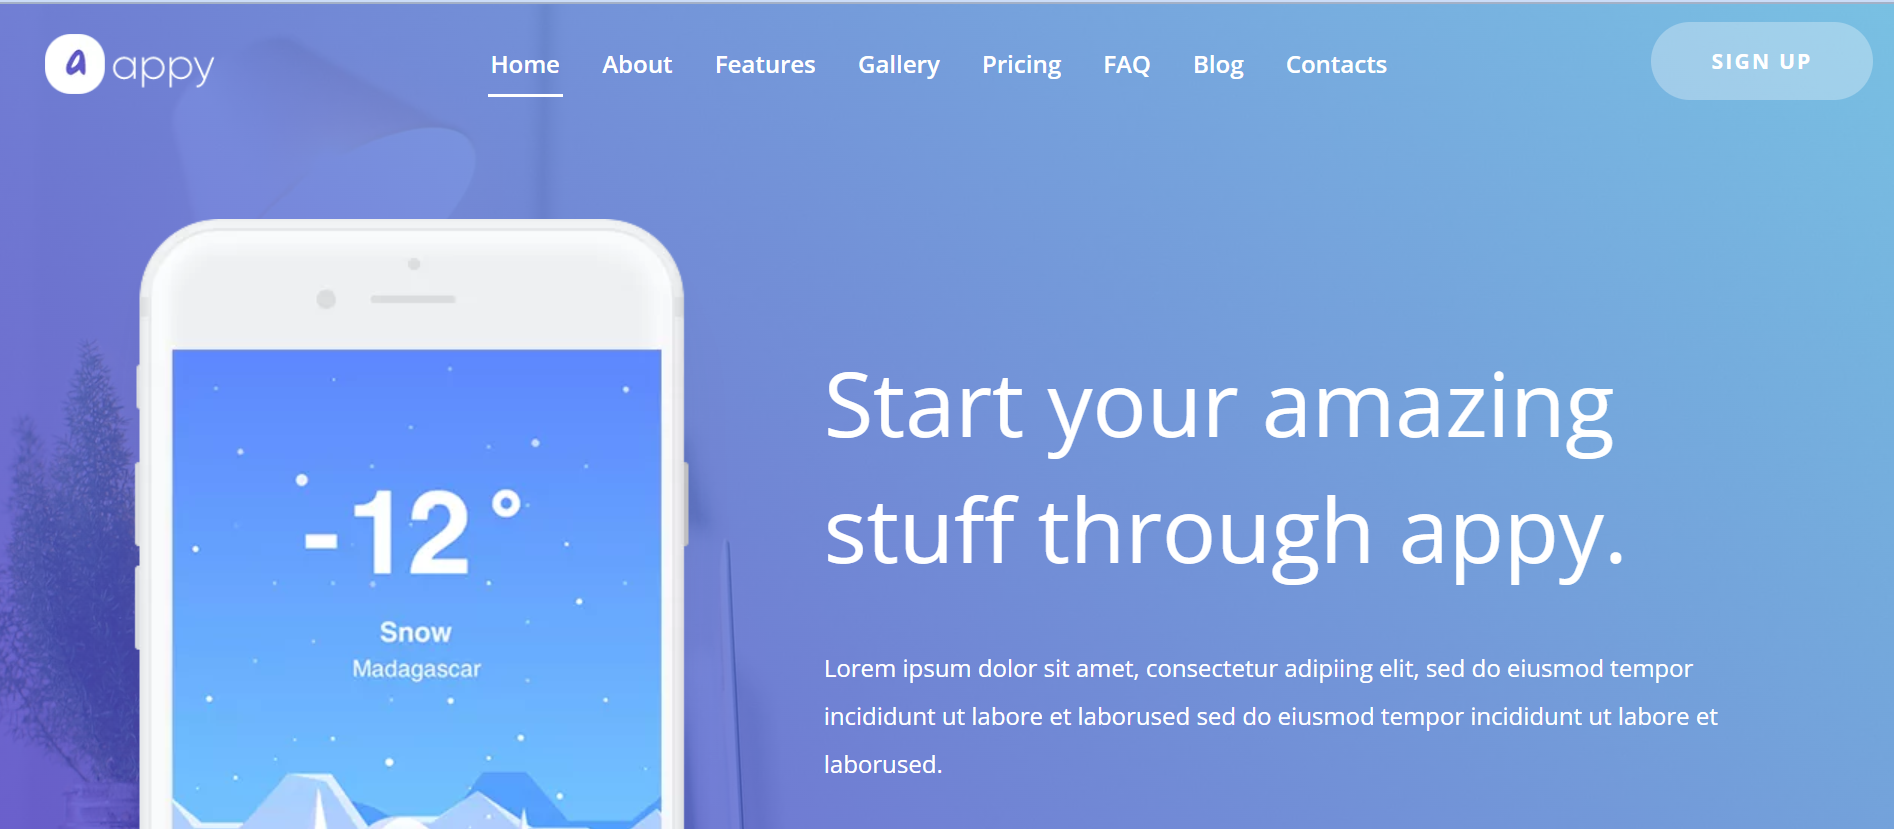 a appy
Home About Features Gallery Pricing FAQ Blog Contacts
SIGN UP
Start your amazing
stuff through appy.
-12°
Snow
Madagascar
Lorem ipsum dolor sit amet, consectetur adipiing elit, sed do eiusmod tempor
incididunt ut labore et laborused sed do eiusmod tempor incididunt ut labore et
laborused.